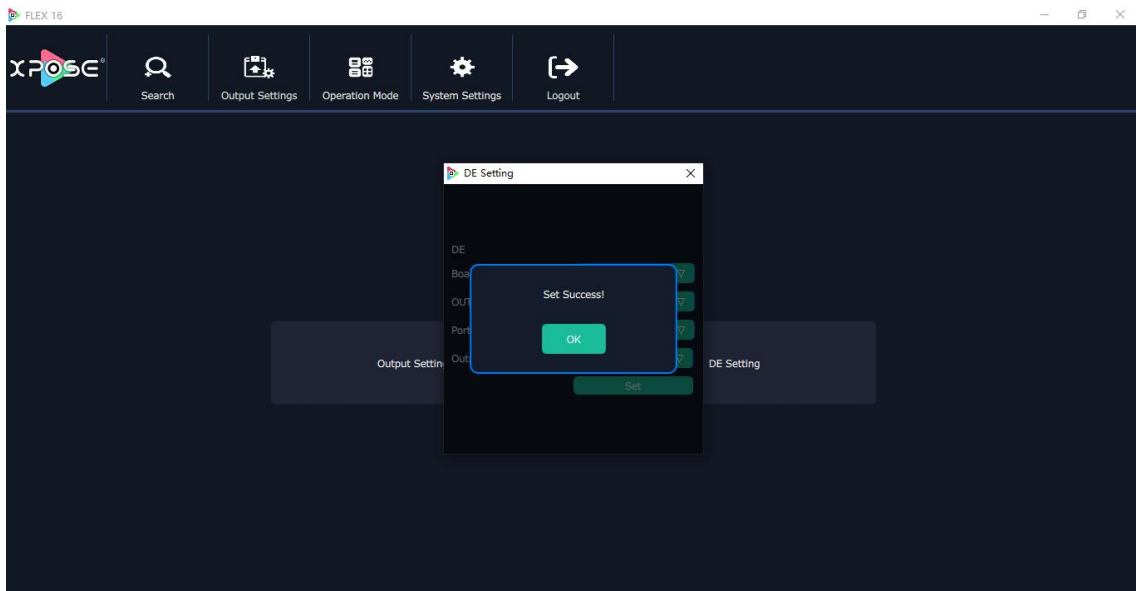 FLEX 16
XPOSE®
Search
Output Settings
Operation Mode
System Settings
Logout
DE Setting
DE
Set Success!
OK
Output
DE Setting
Set